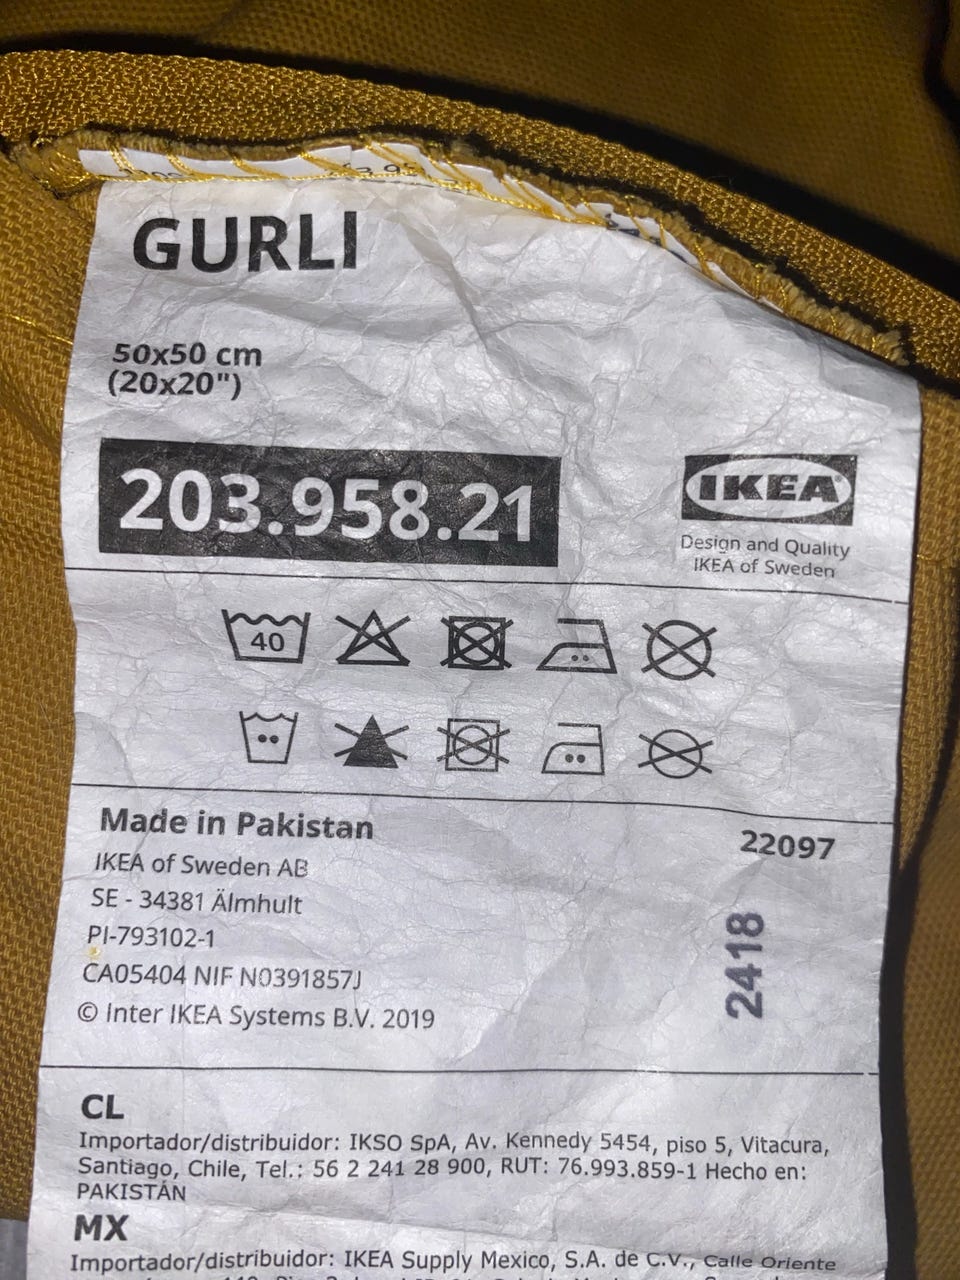 GURLI
50x50 cm
(20x20")
203.958.21
IKEA
Design and Quality
IKEA of Sweden
40
Made in Pakistan
22097
IKEA of Sweden AB
SE - 34381 Älmhult
PI-793102-1
2418
CA05404 NIF N0391857J
© Inter IKEA Systems B.V. 2019
CL
Importador/distribuidor: IKSO SpA, Av. Kennedy 5454, piso 5, Vitacura,
Santiago, Chile, Tel.: 56 2 241 28 900, RUT: 76.993.859-1 Hecho en:
PAKISTÁN
MX
Importador/distribuidor: IKEA Supply Mexico, S.A. de C.V., Calle Oriente